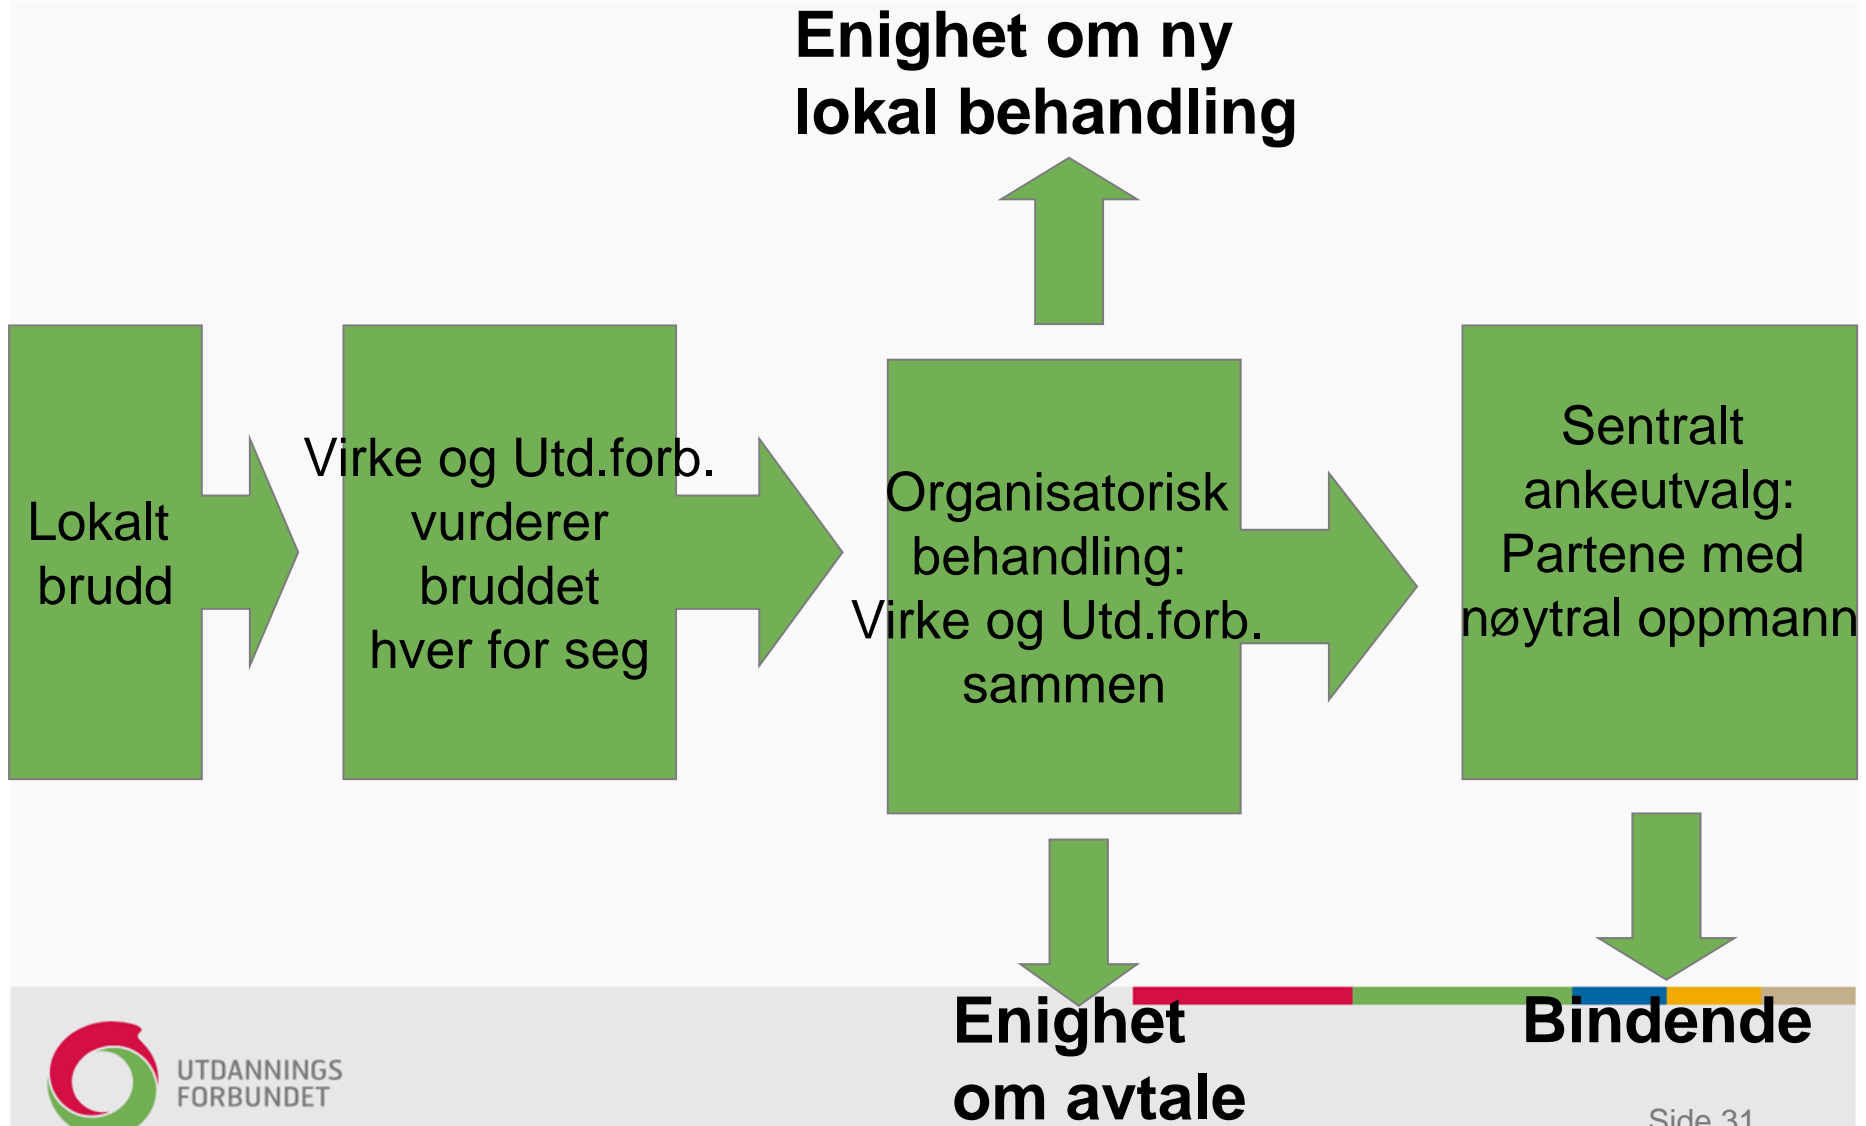 Enighet om ny
lokal behandling
Lokalt
brudd
Virke og Utd.forb.
vurderer
bruddet
hver for seg
Organisatorisk
behandling:
Virke og Utd.forb.
sammen
Sentralt
ankeutvalg:
Partene med
nøytral oppmann
Enighet
om avtale
Bindende
UTDANNINGS
FORBUNDET
Side 31